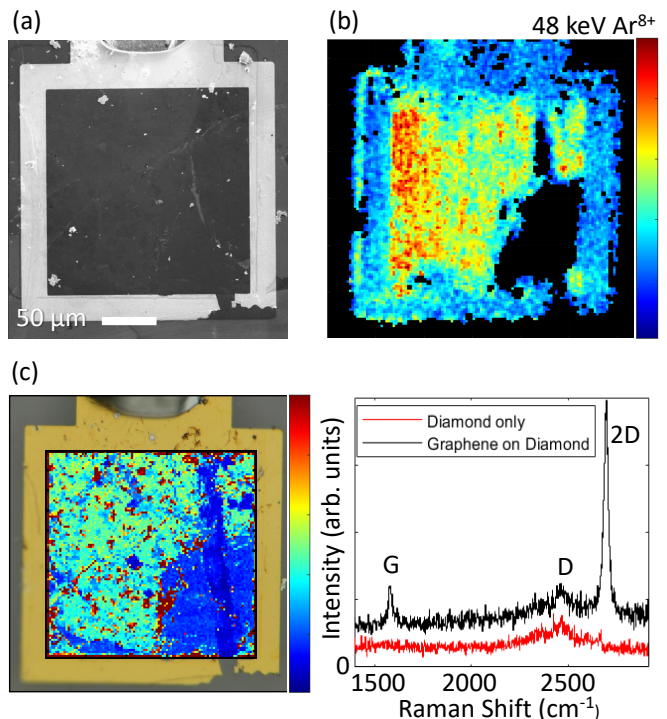 (a)
(b)
48 keV Ar8+
50 μm
(c)
Diamond only
Graphene on Diamond
2D
G
D
Intensity (arb. units)
0
1500
2000
2500
Raman Shift (cm-1)